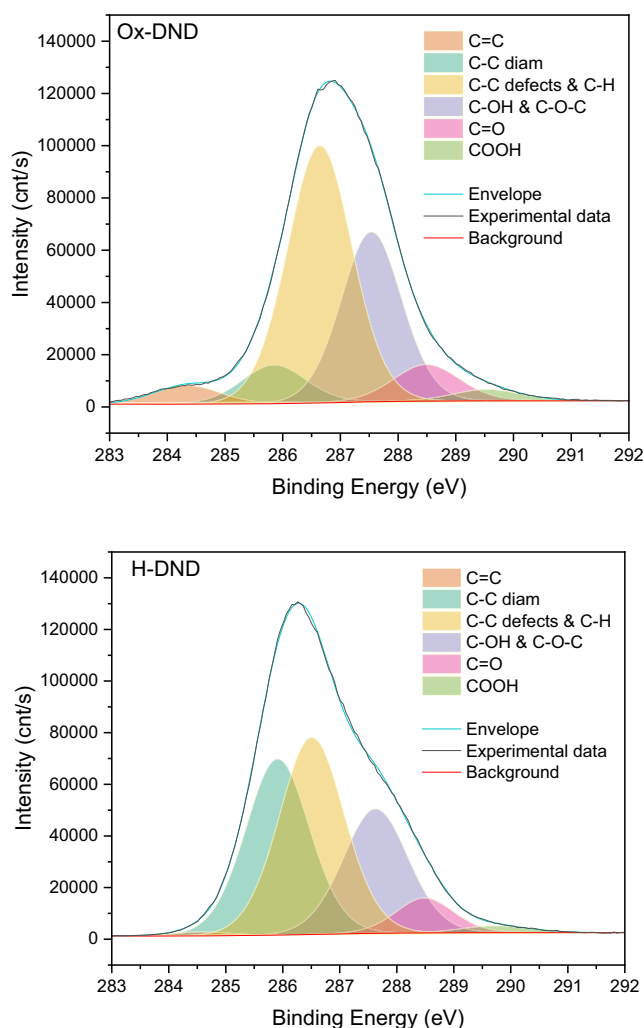 Ox-DND
140000
120000
100000
80000
60000
40000
20000
0
Intensity (cnt/s)
C=C
C-C diam
C-C defects & C-H
C-OH & C-O-C
C=O
COOH
Envelope
Experimental data
Background
283 284 285 286 287 288 289 290 291 292
Binding Energy (eV)
H-DND
140000
120000
100000
80000
60000
40000
20000
0
Intensity (cnt/s)
C=C
C-C diam
C-C defects & C-H
C-OH & C-O-C
C=O
COOH
Envelope
Experimental data
Background
283 284 285 286 287 288 289 290 291 292
Binding Energy (eV)